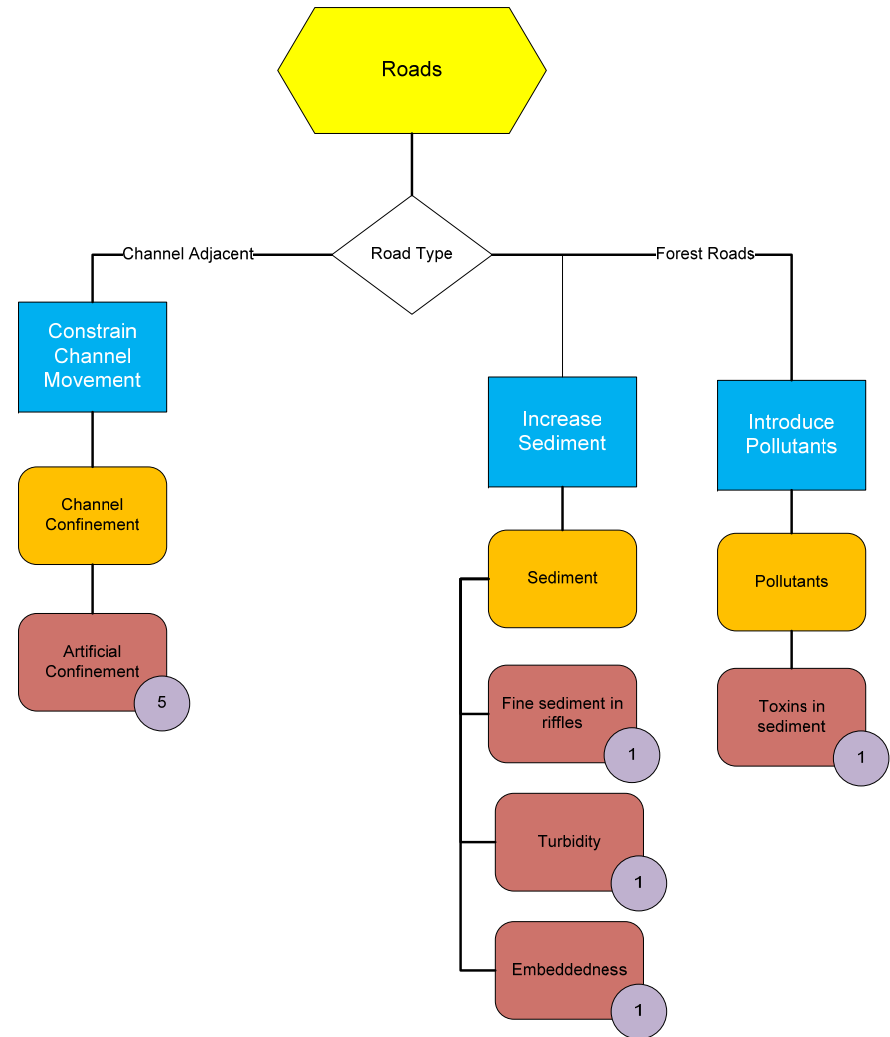 Roads
Road Type
Channel Adjacent
Forest Roads
Constrain
Channel
Movement
Channel
Confinement
Artificial
Confinement
5
Increase
Sediment
Sediment
Fine sediment in
riffles
1
Turbidity
1
Embeddedness
1
Introduce
Pollutants
Pollutants
Toxins in
sediment
1